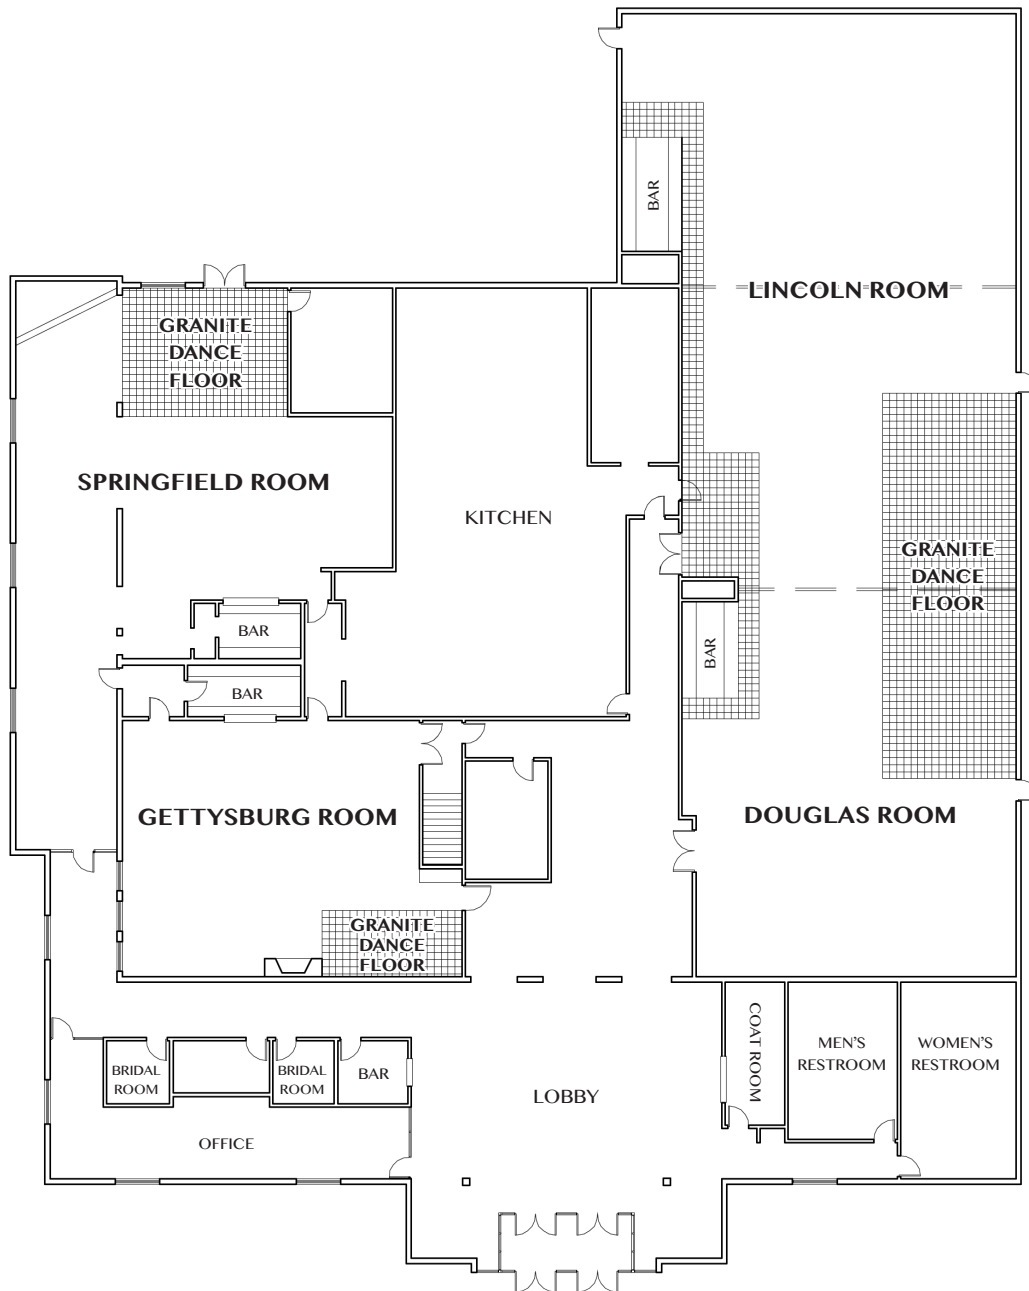 BAR
LINCOLN ROOM
GRANITE
DANCE
FLOOR
SPRINGFIELD ROOM
KITCHEN
GRANITE
DANCE
FLOOR
BAR
BAR
BAR
GETTYSBURG ROOM
DOUGLAS ROOM
GRANITE
DANCE
FLOOR
COAT ROOM
MEN'S
RESTROOM
WOMEN'S
RESTROOM
BRIDAL
ROOM
BRIDAL
ROOM
BAR
LOBBY
OFFICE